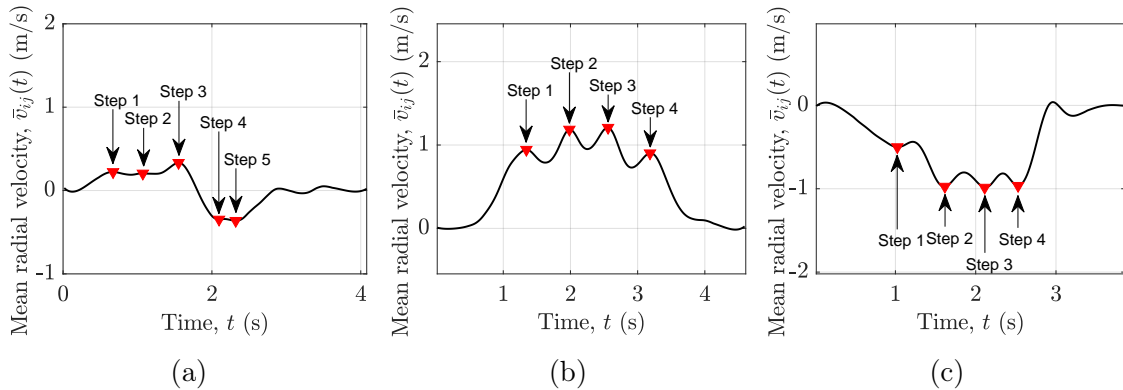 Mean radial velocity, v̄ij(t) (m/s)
2
1
0
-1
Step 1
Step 2
Step 3
Step 4
Step 5
0
2
4
Time, t (s)
(a)
Mean radial velocity, v̄ij(t) (m/s)
2
1
0
Step 1
Step 2
Step 3
Step 4
1
2
3
4
Time, t (s)
(b)
Mean radial velocity, v̄ij(t) (m/s)
0
-1
-2
Step 1
Step 2
Step 3
Step 4
1
3
Time, t (s)
(c)